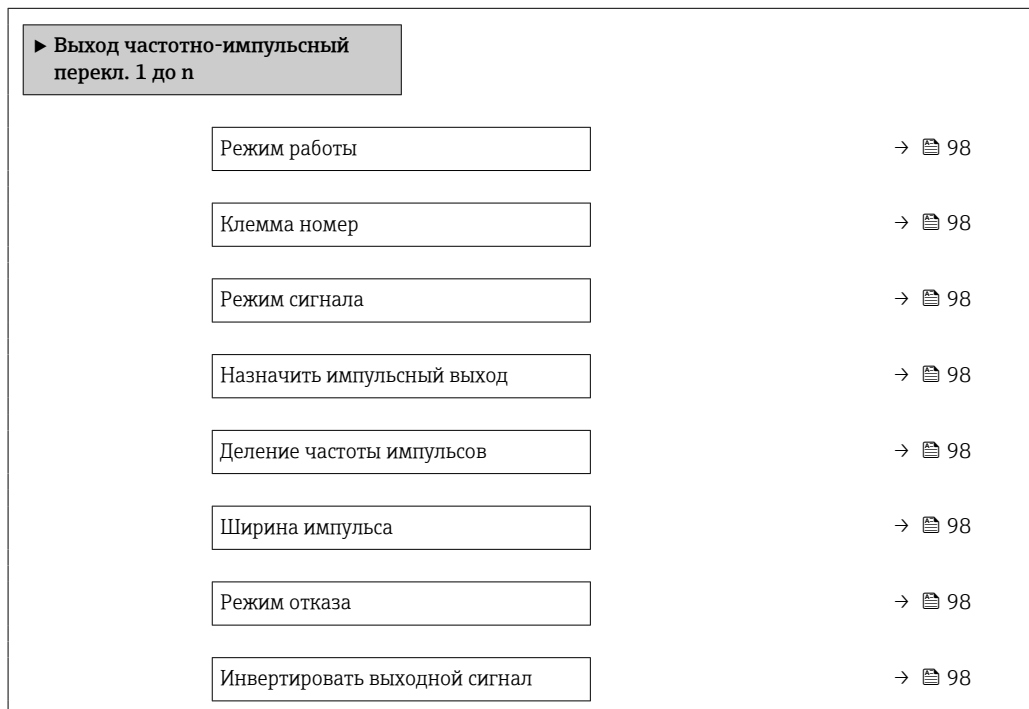 ▶ Выход частотно-импульсный
перекл. 1 до n
Режим работы → 98
Клемма номер → 98
Режим сигнала → 98
Назначить импульсный выход → 98
Деление частоты импульсов → 98
Ширина импульса → 98
Режим отказа → 98
Инвертировать выходной сигнал → 98